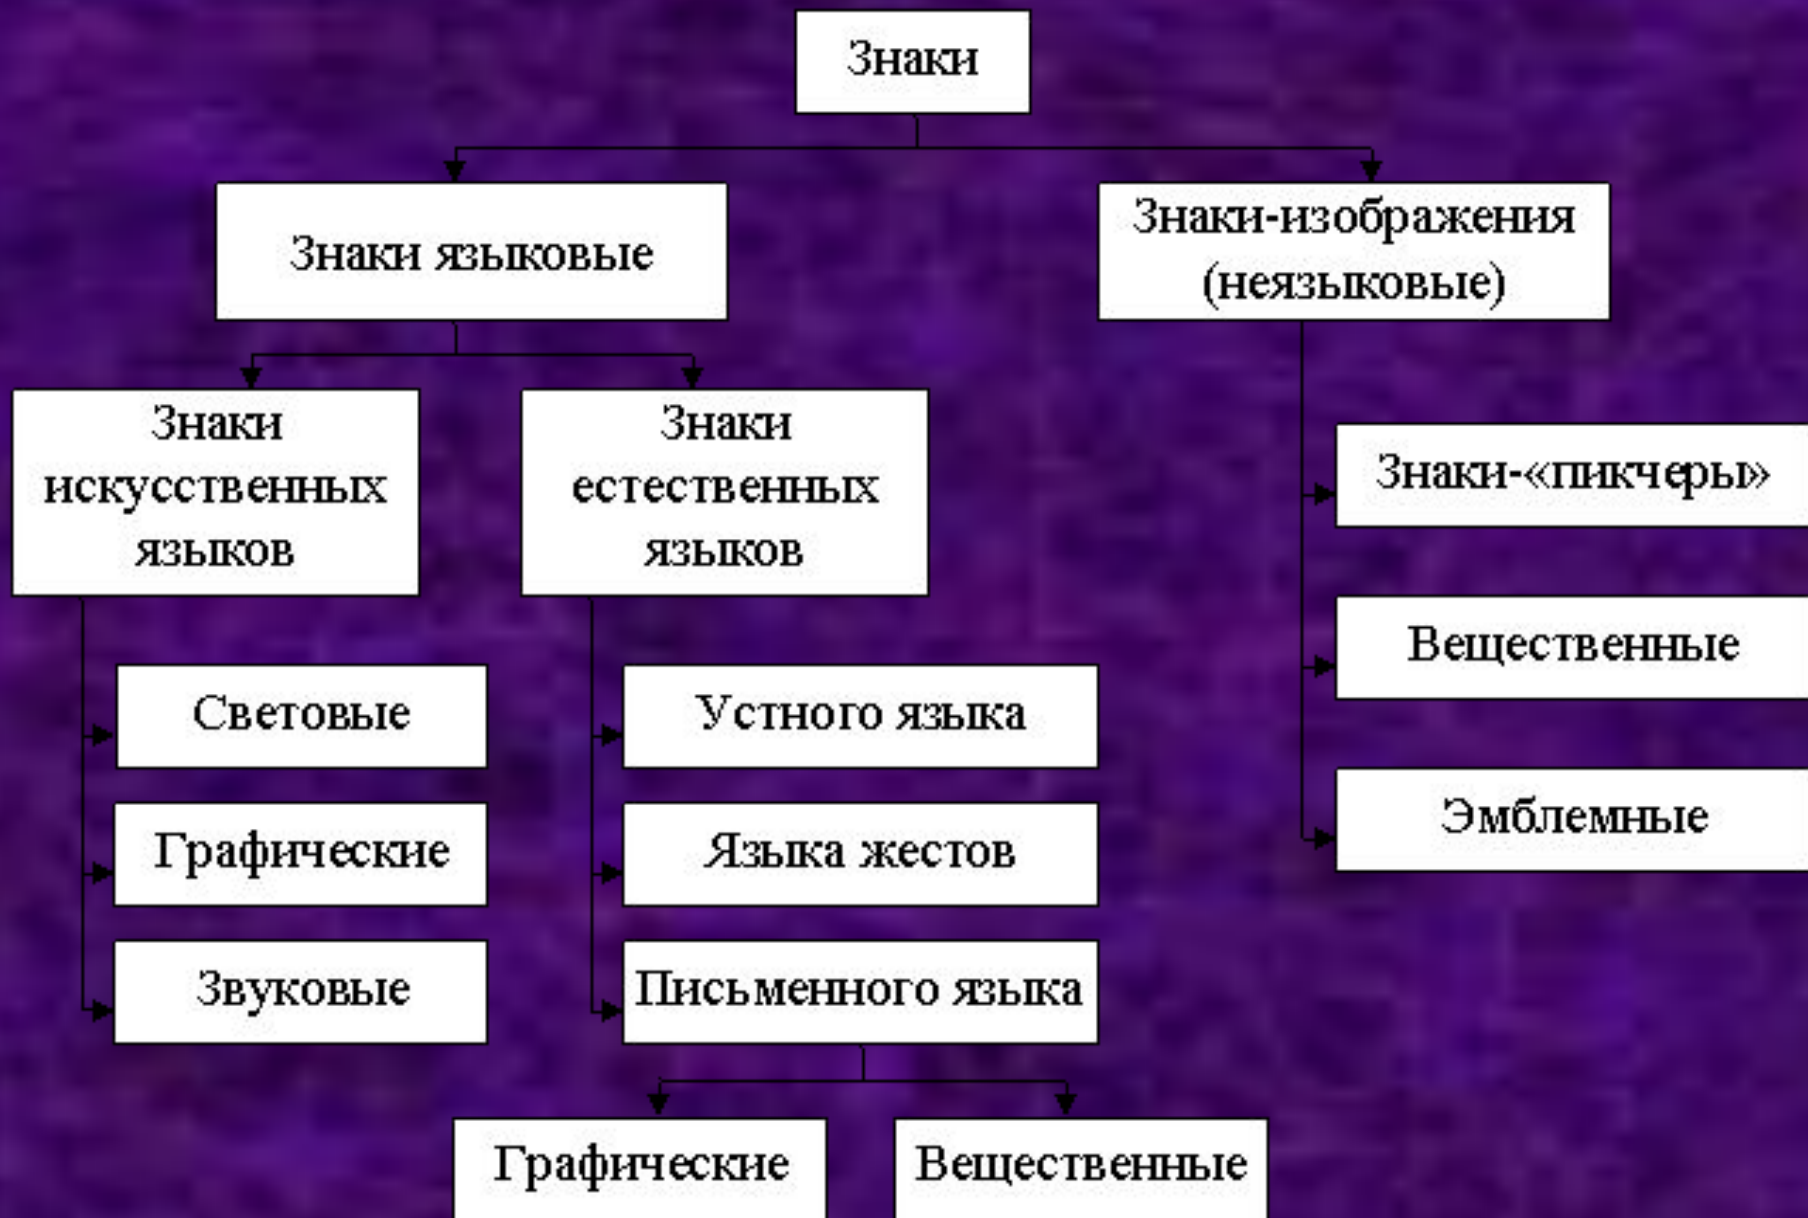 Знаки
Знаки языковые
Знаки-изображения
(неязыковые)
Знаки
искусственных
языков
Знаки
естественных
языков
Знаки-«пикчеры»
Вещественные
Эмблемные
Световые
Графические
Звуковые
Устного языка
Языка жестов
Письменного языка
Графические
Вещественные